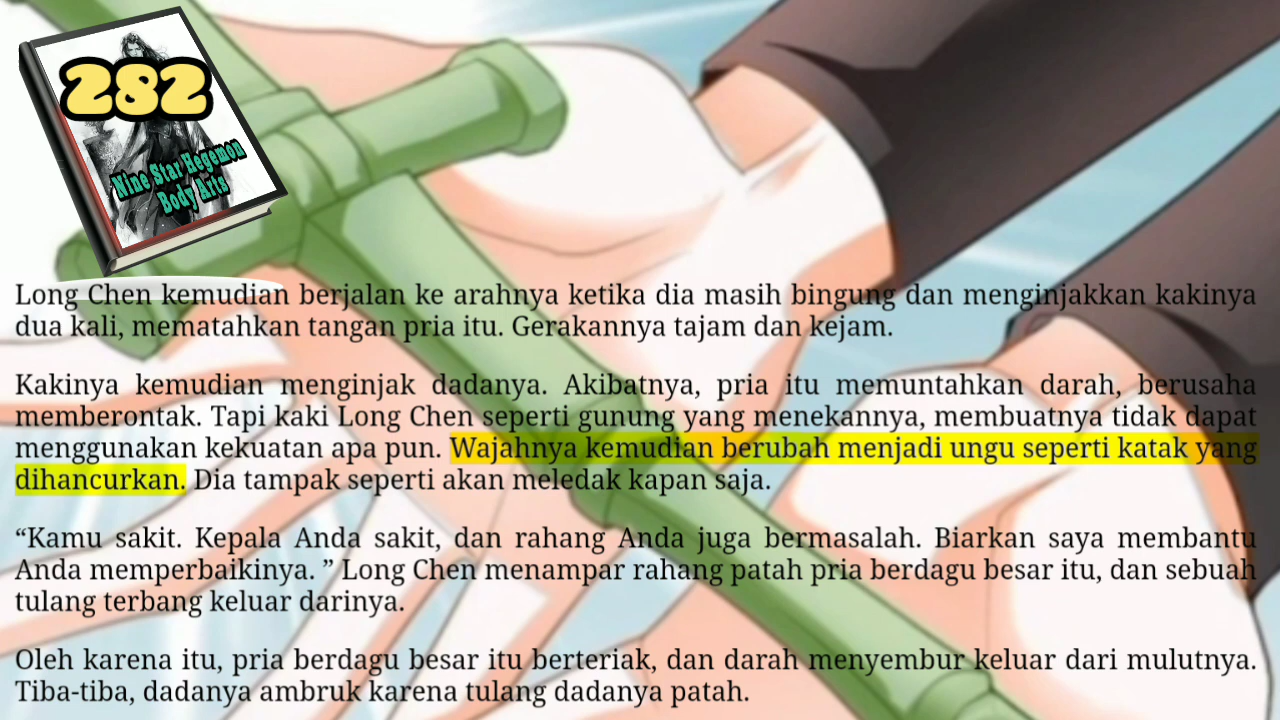 282
Nine Star Hegemon
Body Arts
Long Chen kemudian berjalan ke arahnya ketika dia masih bingung dan menginjakkan kakinya
dua kali, mematahkan tangan pria itu. Gerakannya tajam dan kejam.
Kakinya kemudian menginjak dadanya. Akibatnya, pria itu memuntahkan darah, berusaha
memberontak. Tapi kaki Long Chen seperti gunung yang menekannya, membuatnya tidak dapat
menggunakan kekuatan apa pun. Wajahnya kemudian berubah menjadi ungu seperti katak yang
dihancurkan. Dia tampak seperti akan meledak kapan saja.
“Kamu sakit. Kepala Anda sakit, dan rahang Anda juga bermasalah. Biarkan saya membantu
Anda memperbaikinya. ” Long Chen menampar rahang patah pria berdagu besar itu, dan sebuah
tulang terbang keluar darinya.
Oleh karena itu, pria berdagu besar itu berteriak, dan darah menyembur keluar dari mulutnya.
Tiba-tiba, dadanya ambruk karena tulang dadanya patah.